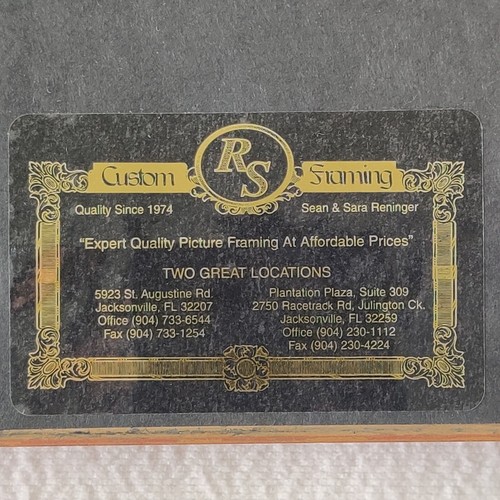 Custom RS Framing
Quality Since 1974 Sean & Sara Reninger
"Expert Quality Picture Framing At Affordable Prices"
TWO GREAT LOCATIONS
5923 St. Augustine Rd.
Jacksonville, FL 32207
Office (904) 733-6544
Fax (904) 733-1254
Plantation Plaza, Suite 309
2750 Racetrack Rd, Julington Ck.
Jacksonville, FL 32259
Office (904) 230-1112
Fax (904) 230-4224